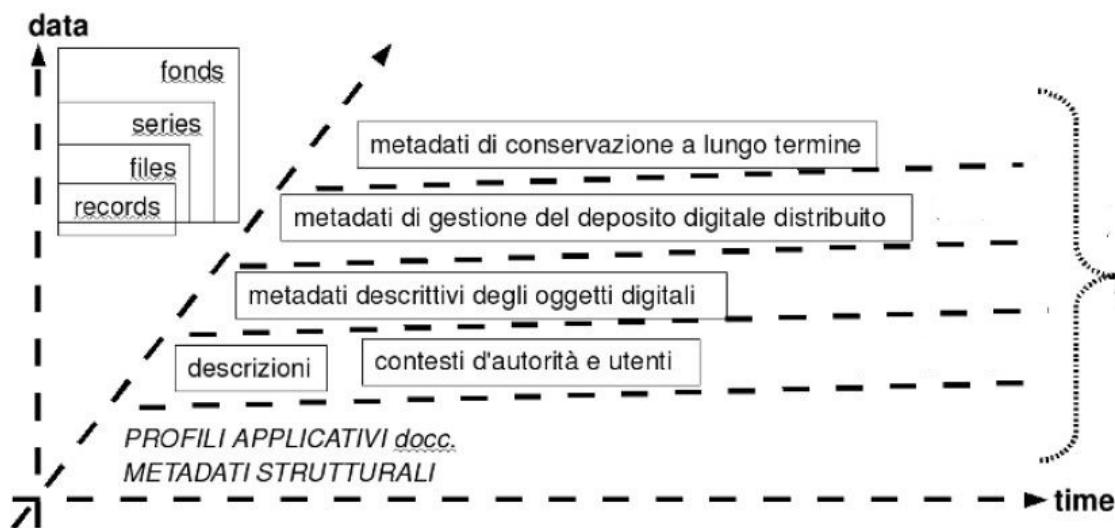 data
fonds
series
files
records
metadati di conservazione a lungo termine
metadati di gestione del deposito digitale distribuito
metadati descrittivi degli oggetti digitali
descrizioni
contesti d'autorità e utenti
PROFILI APPLICATIVI docc.
METADATI STRUTTURALI
time